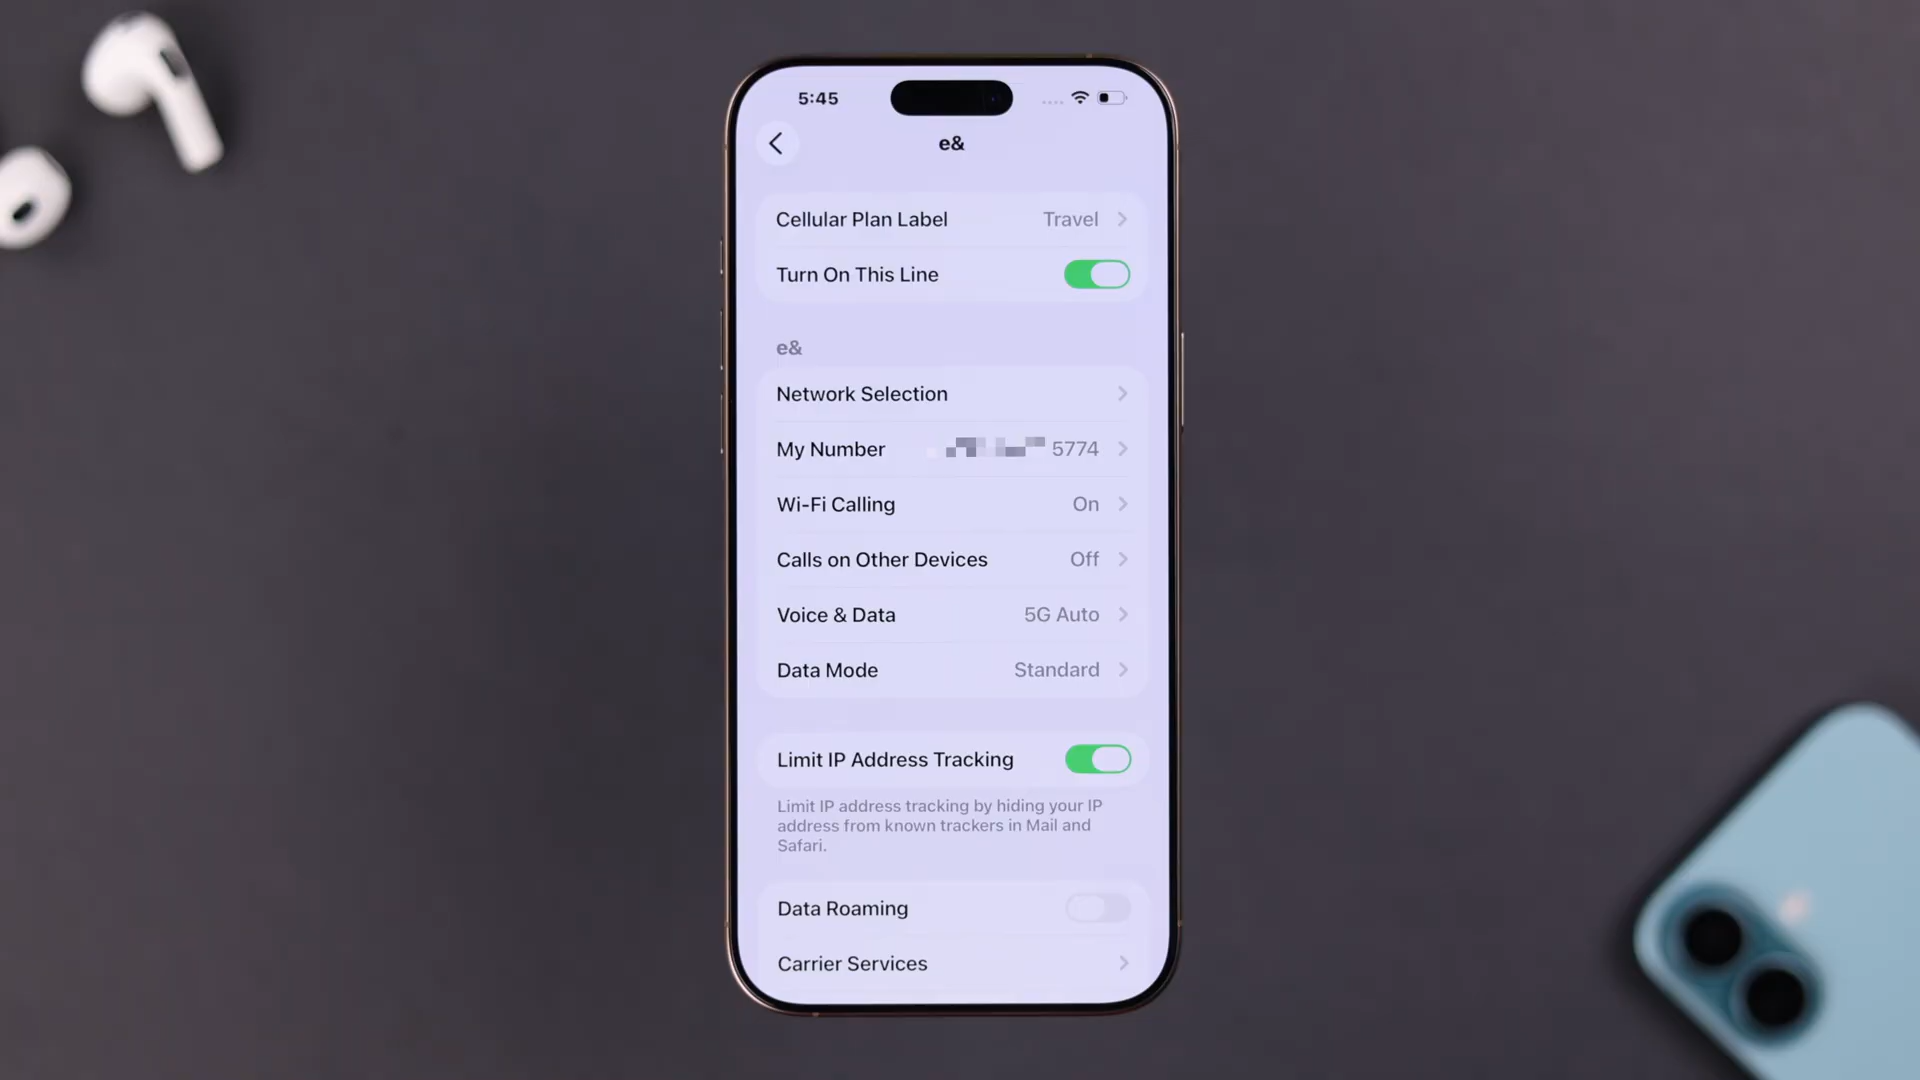 5:45
e&
Cellular Plan Label Travel
Turn On This Line
e&
Network Selection
My Number 5774
Wi-Fi Calling On
Calls on Other Devices Off
Voice & Data 5G Auto
Data Mode Standard
Limit IP Address Tracking
Limit IP address tracking by hiding your IP
address from known trackers in Mail and
Safari.
Data Roaming
Carrier Services